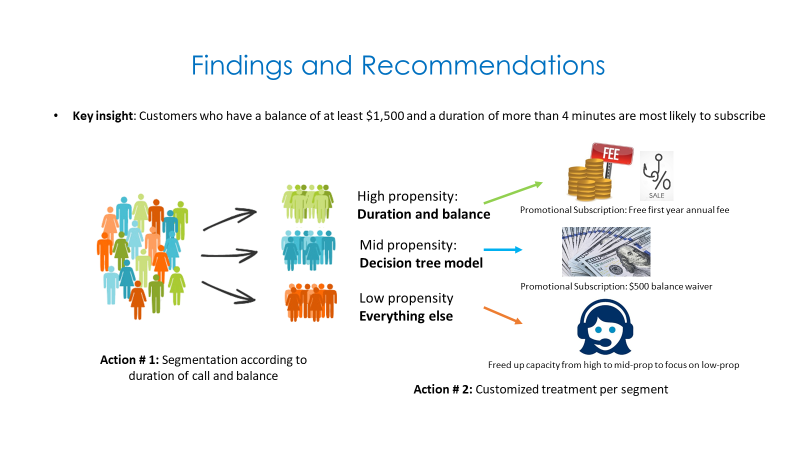 Findings and Recommendations
• Key insight: Customers who have a balance of at least $1,500 and a duration of more than 4 minutes are most likely to subscribe
High propensity:
Duration and balance
FEE
%
SALE
Promotional Subscription: Free first year annual fee
Mid propensity:
Decision tree model
Promotional Subscription: $500 balance waiver
Low propensity
Everything else
Freed up capacity from high to mid-prop to focus on low-prop
Action # 1: Segmentation according to
duration of call and balance
Action # 2: Customized treatment per segment